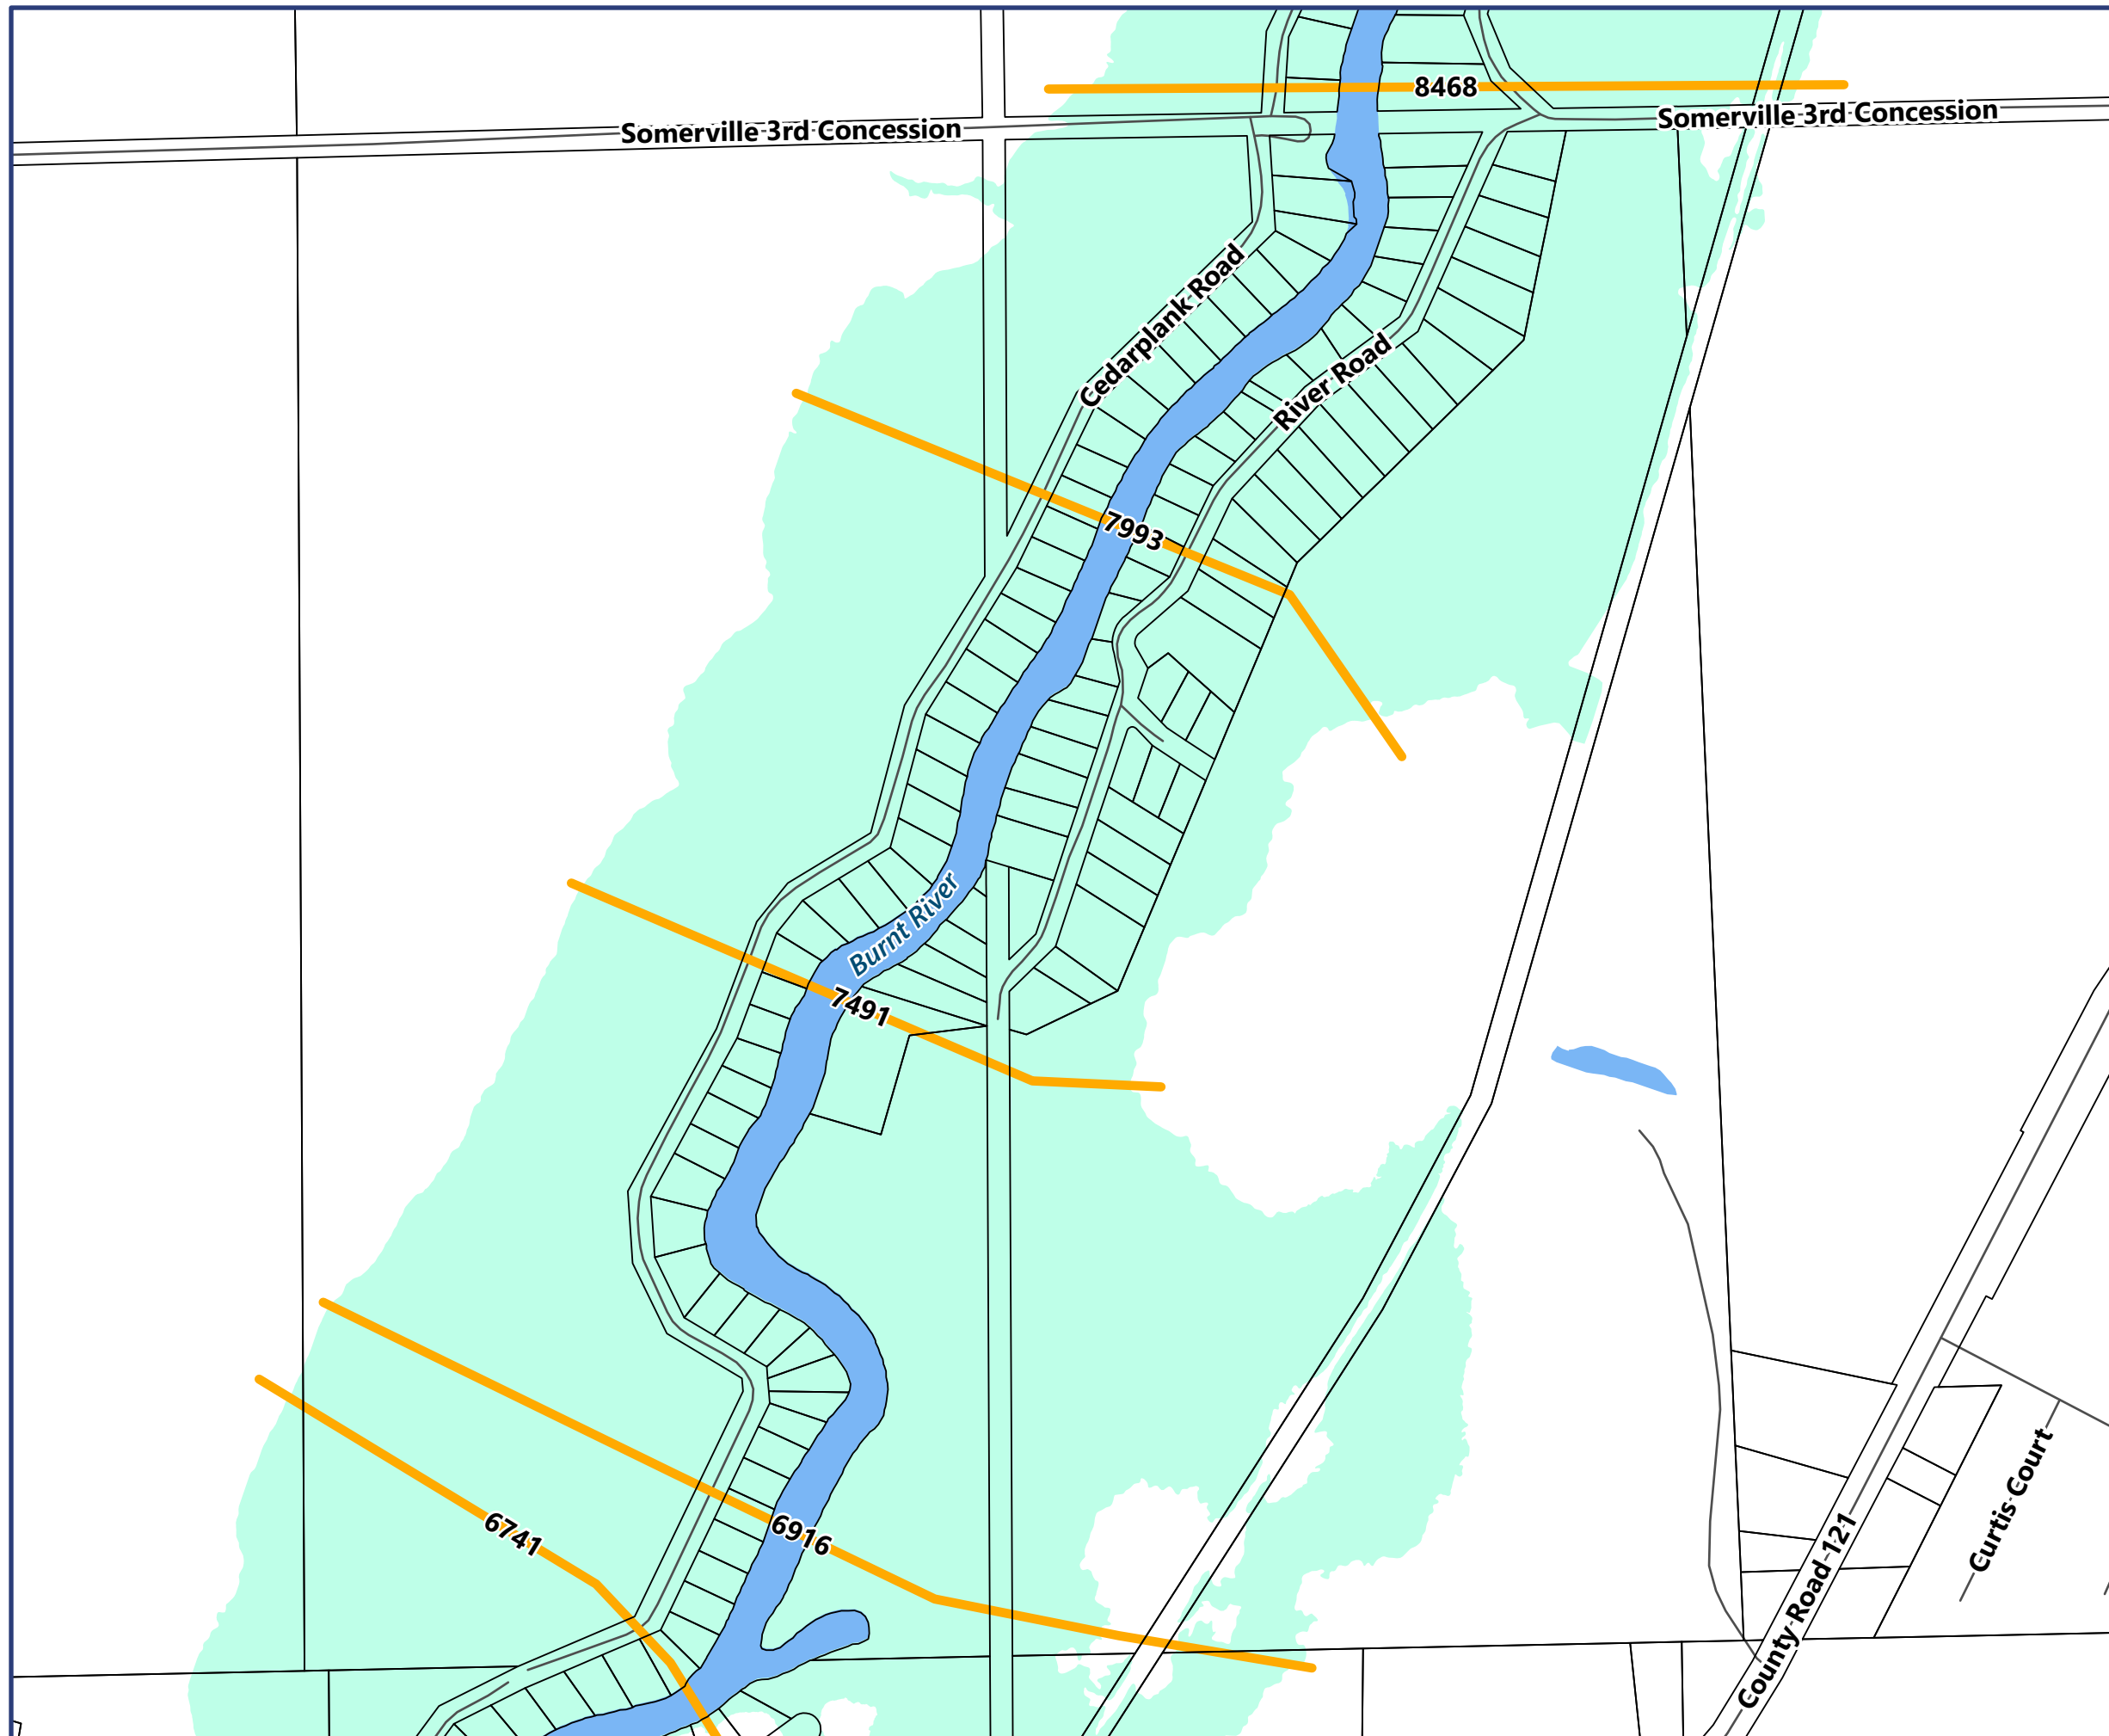 8468
Somerville 3rd Concession
Somerville 3rd Concession
Cedarplank Road
River Road
7993
Burnt River
7491
6741
6916
Curtis Court
County Road 121